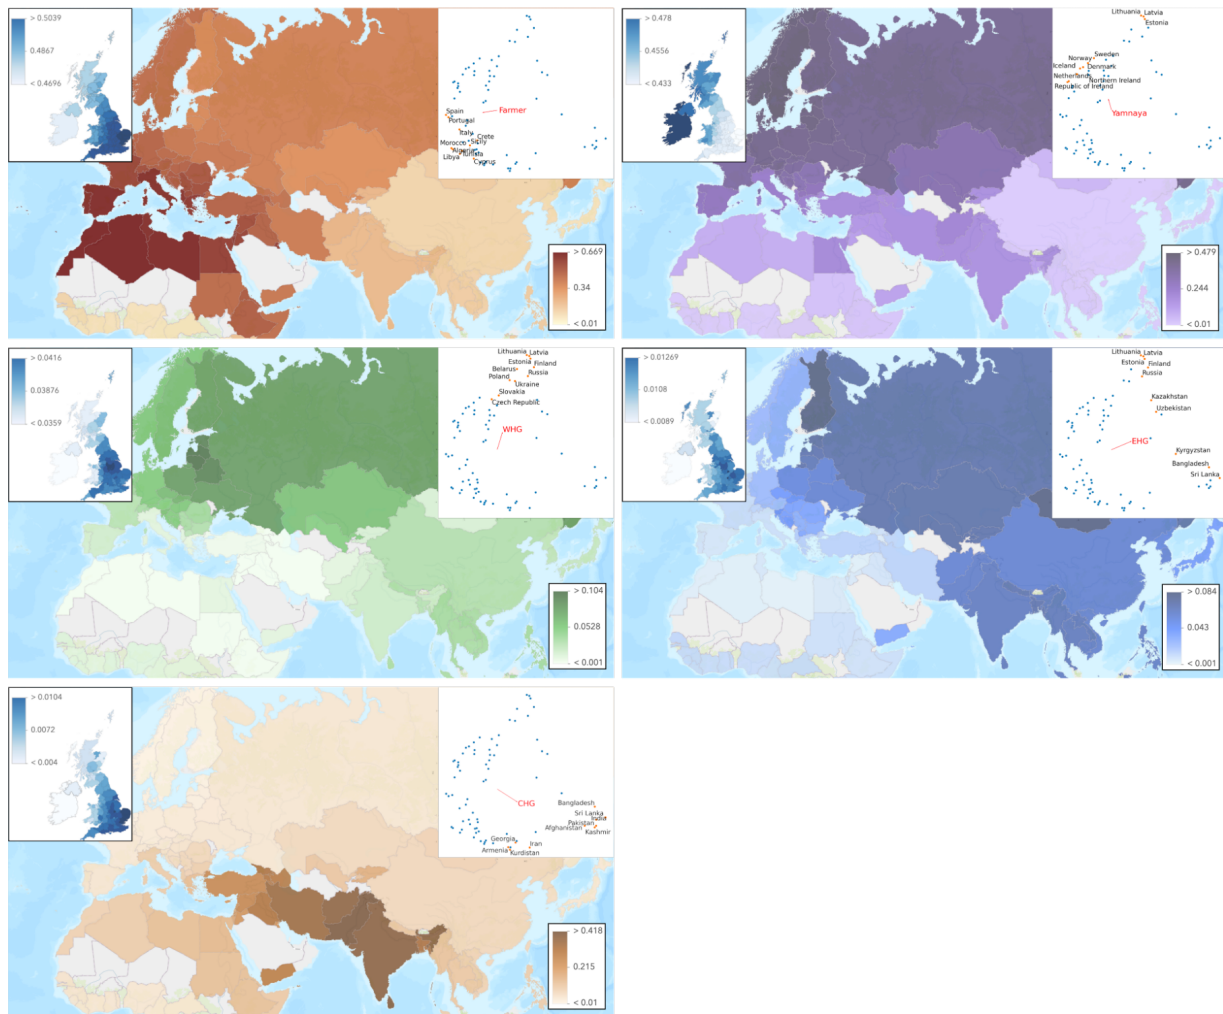 > 0.5039
0.4867
< 0.4696
Farmer
Spain
Portugal
Italy
Crete
Morocco
Sicily
Algeria
Libya
Tunisia
Cyprus
> 0.669
0.34
< 0.01
> 0.478
0.4556
< 0.433
Lithuania
Latvia
Estonia
Sweden
Norway
Iceland
Denmark
Netherlands
Northern Ireland
Republic of Ireland
Yamnaya
> 0.479
0.244
< 0.01
> 0.0416
0.03876
< 0.0359
Lithuania
Latvia
Estonia
Finland
Belarus
Russia
Poland
Ukraine
Slovakia
Czech Republic
WHG
> 0.104
0.0528
< 0.001
> 0.01269
0.0108
< 0.0089
Lithuania
Latvia
Estonia
Finland
Russia
Kazakhstan
Uzbekistan
EHG
Kyrgyzstan
Bangladesh
Sri Lanka
> 0.084
0.043
< 0.001
> 0.0104
0.0072
< 0.004
CHG
Bangladesh
Sri Lanka
India
Pakistan
Afghanistan
Kashmir
Georgia
Iran
Armenia
Kurdistan
> 0.418
0.215
< 0.01